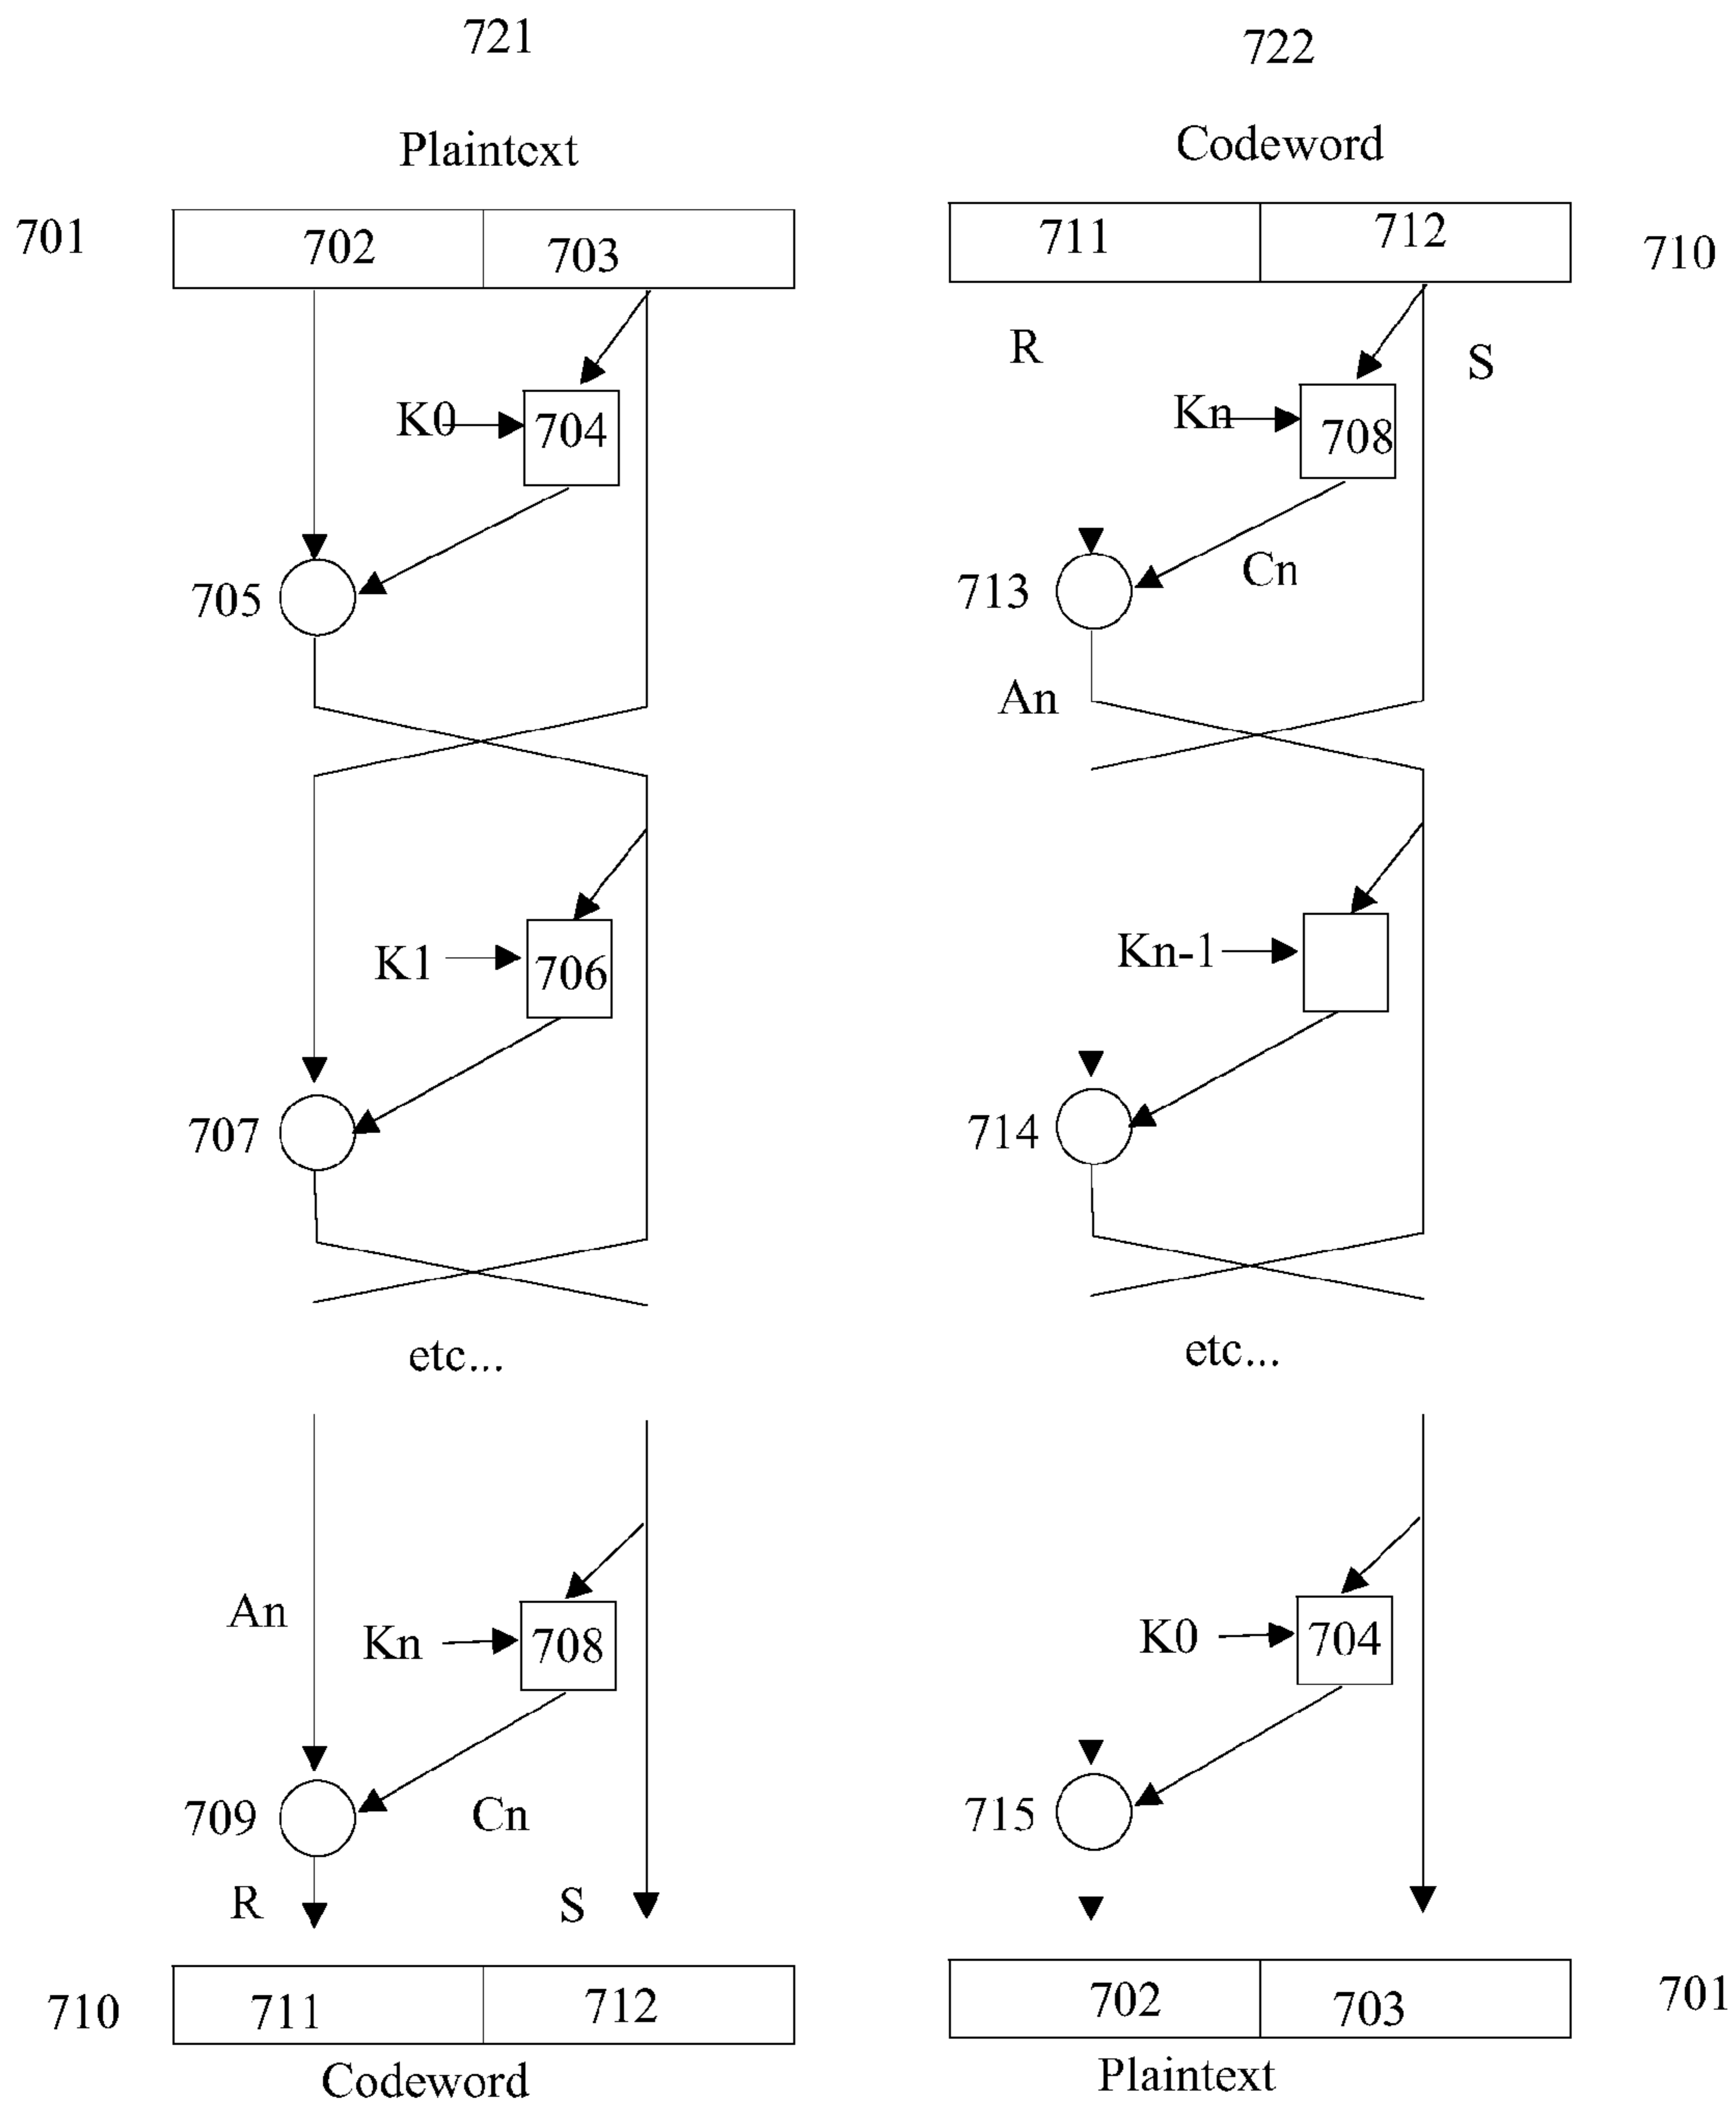 721
Plaintext
701
702
703
K0
704
705
K1
706
707
etc...
An
Kn
708
709
Cn
R
S
710
711
712
Codeword
722
Codeword
711
712
710
R
S
Kn
708
713
Cn
An
Kn-1
714
etc...
K0
704
715
702
703
701
Plaintext